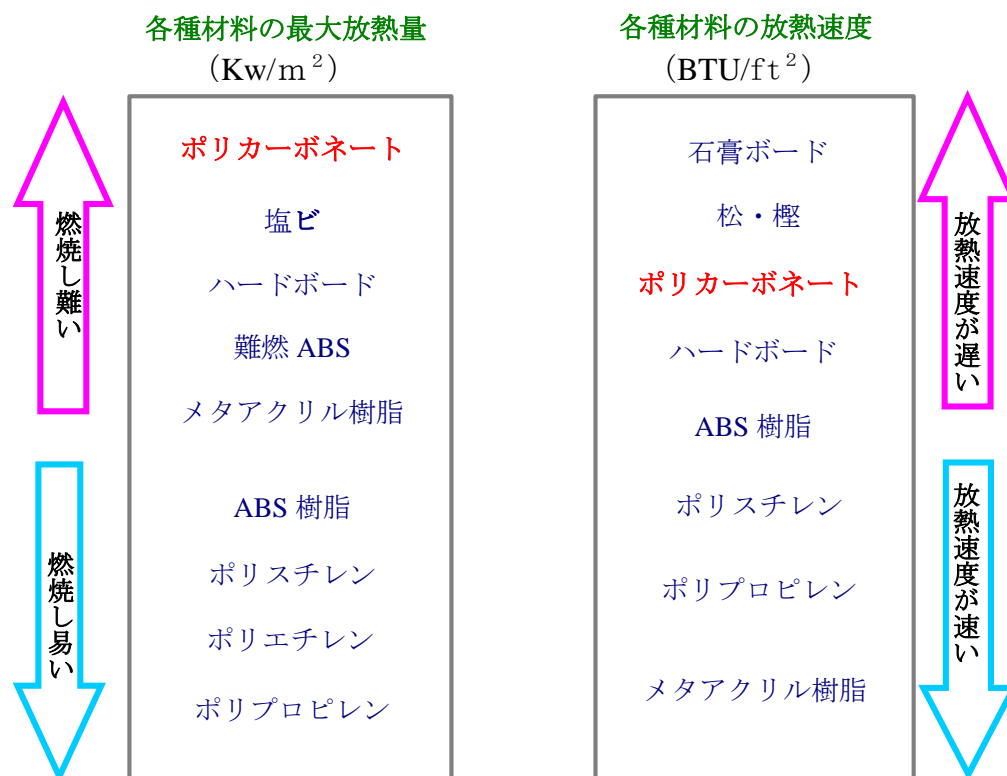 各種材料の最大放熱量
（Kw/ｍ²）
燃焼し難い
燃焼し易い
ポリカーボネート
塩ビ
ハードボード
難燃 ABS
メタアクリル樹脂
ABS 樹脂
ポリスチレン
ポリエチレン
ポリプロピレン
各種材料の放熱速度
（BTU/ｆｔ²）
石膏ボード
松・樫
ポリカーボネート
ハードボード
ABS 樹脂
ポリスチレン
ポリプロピレン
メタアクリル樹脂
放熱速度が遅い
放熱速度が速い